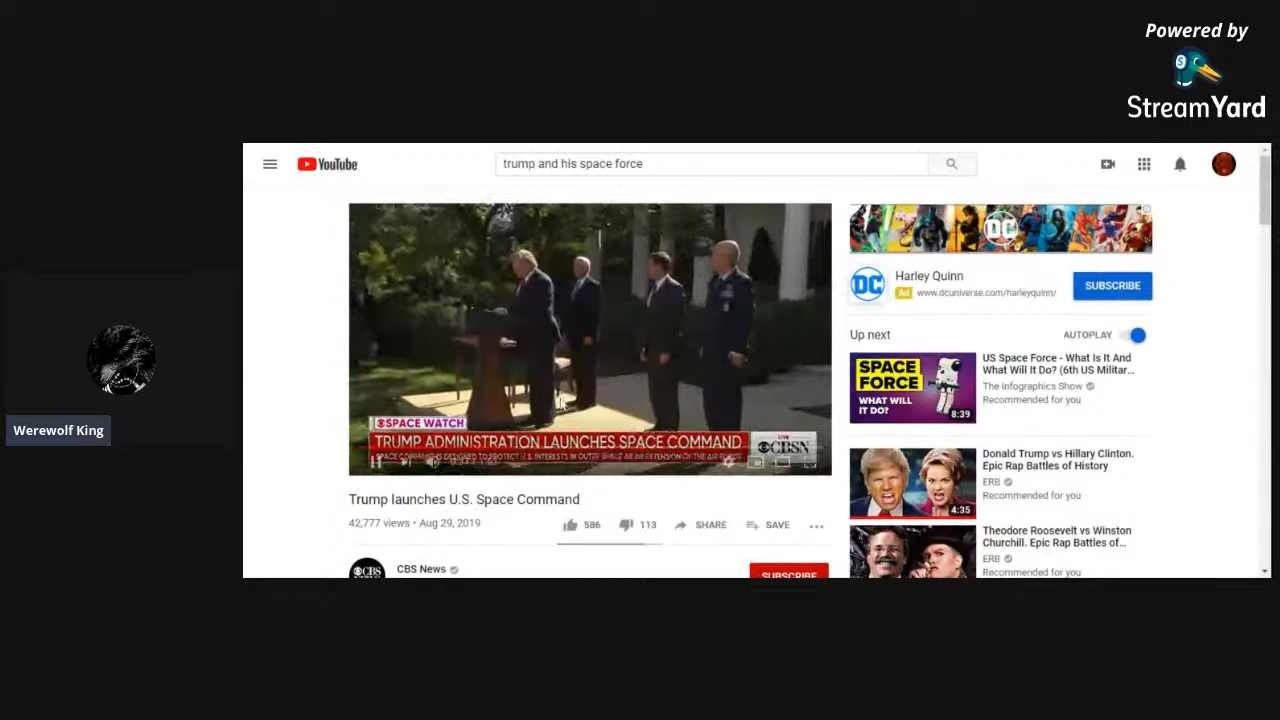 Powered by
StreamYard
YouTube
trump and his space force
DC
Harley Quinn
DC
Ad www.dcuniverse.com/harleyquinn/
SUBSCRIBE
Up next
AUTOPLAY
SPACE FORCE
WHAT WILL IT DO?
8:39
US Space Force - What Is It And
What Will It Do? (6th US Militar...
The Infographics Show
Recommended for you
SPACE WATCH
TRUMP ADMINISTRATION LAUNCHES SPACE COMMAND
LIVE
CBSN
Donald Trump vs Hillary Clinton.
Epic Rap Battles of History
ERB
Recommended for you
4:35
Trump launches U.S. Space Command
42,777 views • Aug 29, 2019
586
113
SHARE
SAVE
Theodore Roosevelt vs Winston
Churchill. Epic Rap Battles of...
ERB
Recommended for you
CBS
CBS News
SUBSCRIBE
Werewolf King